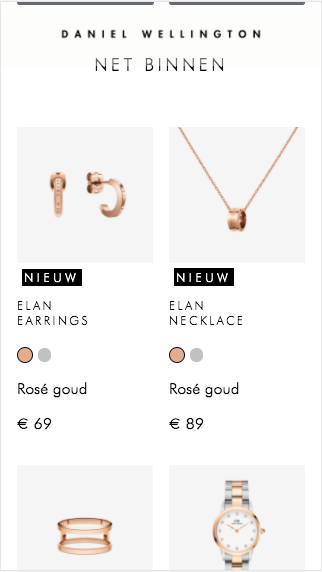 DANIEL WELLINGTON
NET BINNEN
NIEUW
ELAN
EARRINGS
Rosé goud
€ 69
NIEUW
ELAN
NECKLACE
Rosé goud
€ 89